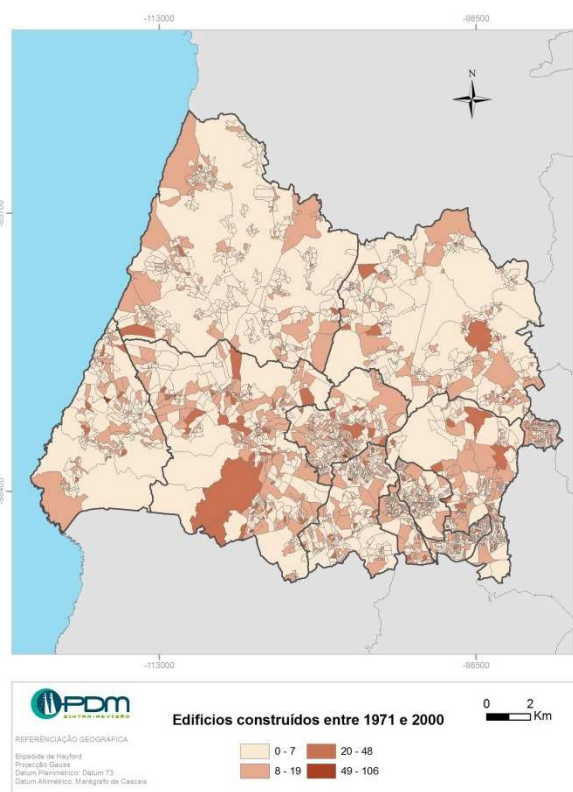 -113000
-98500
N
-113000
-98500
PDM
SINTRA-REVISÃO
REFERÊNCIAÇÃO GEOGRÁFICA
Elipsóide de Hayford
Projecção Gauss
Datum Planimétrico: Datum 73
Datum Altimétrico: Marégrafo de Cascais
Edifícios construídos entre 1971 e 2000
0 - 7
20 - 48
8 - 19
49 - 106
0 2
Km